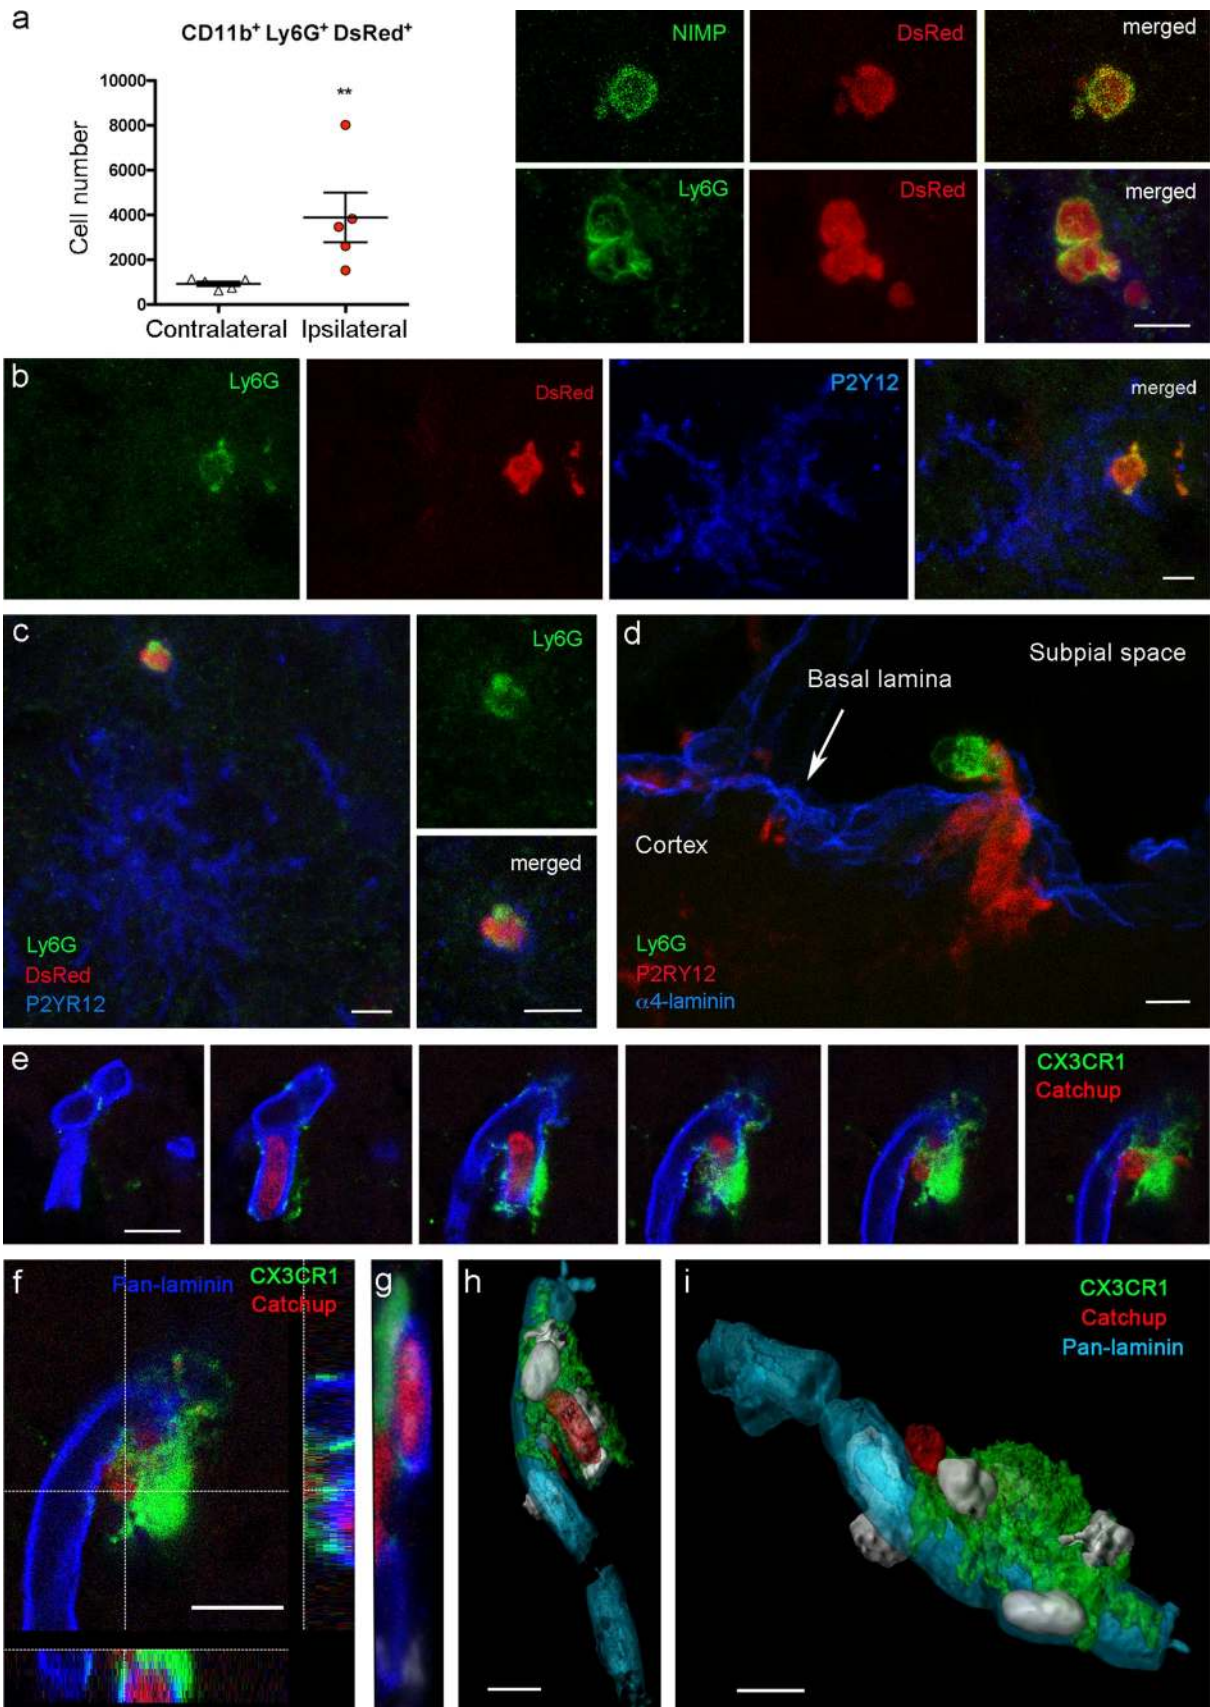 a
CD11b⁺ Ly6G⁺ DsRed⁺
10000
8000
6000
4000
2000
0
Cell number
**
Contralateral
Ipsilateral
NIMP
DsRed
merged
Ly6G
DsRed
merged
b
Ly6G
DsRed
P2Y12
merged
c
Ly6G
DsRed
P2YR12
Ly6G
merged
d
Subpial space
Basal lamina
Cortex
Ly6G
P2RY12
α4-laminin
e
CX3CR1
Catchup
f
Pan-laminin
CX3CR1
Catchup
g
h
i
CX3CR1
Catchup
Pan-laminin